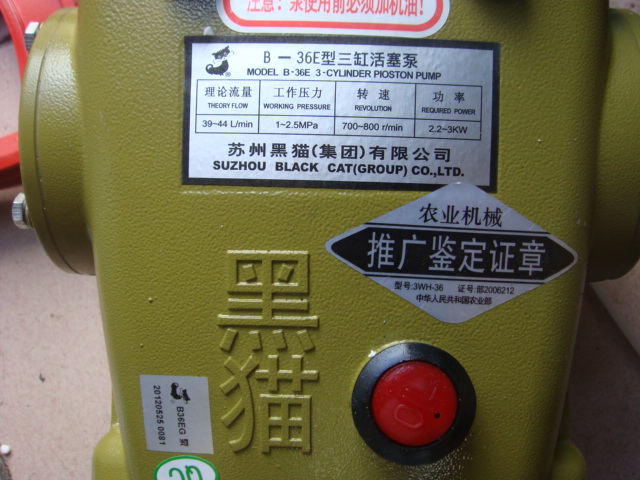 注意：泵使用前必须加机油！
B－36E型三缸活塞泵
MODEL B-36E 3-CYLINDER PIOSTON PUMP
理论流量 工作压力 转速 功率
THEORY FLOW WORKING PRESSURE REVOLUTION REQUIRED POWER
39~44 L/min 1~2.5MPa 700~800 r/min 2.2~3KW
苏州黑猫(集团)有限公司
SUZHOU BLACK CAT(GROUP) CO.,LTD.
农业机械
推广鉴定证章
型号:3WH-36 证号:部2006212
中华人民共和国农业部
黑猫
B36EG 泵
20120525 0081